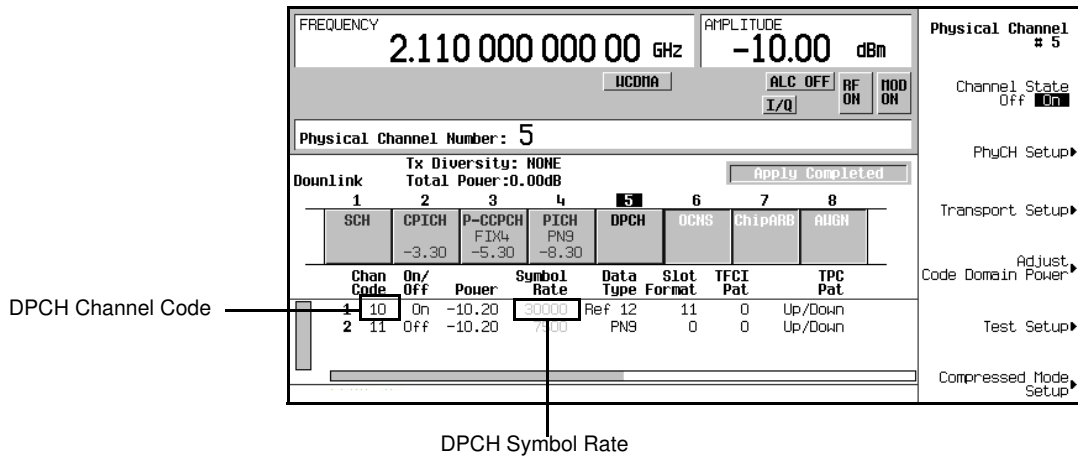 FREQUENCY
2.110 000 000 00 GHz
AMPLITUDE
-10.00 dBm
WCDMA
ALC OFF
I/Q
RF ON
MOD ON
Physical Channel Number: 5
Downlink
Tx Diversity: NONE
Total Power:0.00dB
Apply Completed
1 2 3 4 5 6 7 8
SCH CPICH P-CCPCH PICH DPCH OCNS ChipARB AWGN
FIX4 PN9
-3.30 -5.30 -8.30
Chan On/ Symbol Data Slot TFCI TPC
Code Off Power Rate Type Format Pat Pat
1 10 On -10.20 30000 Ref 12 11 0 Up/Down
2 11 Off -10.20 7500 PN9 0 0 Up/Down
Physical Channel
# 5
Channel State
Off On
PhyCH Setup
Transport Setup
Adjust
Code Domain Power
Test Setup
Compressed Mode
Setup
DPCH Channel Code
DPCH Symbol Rate